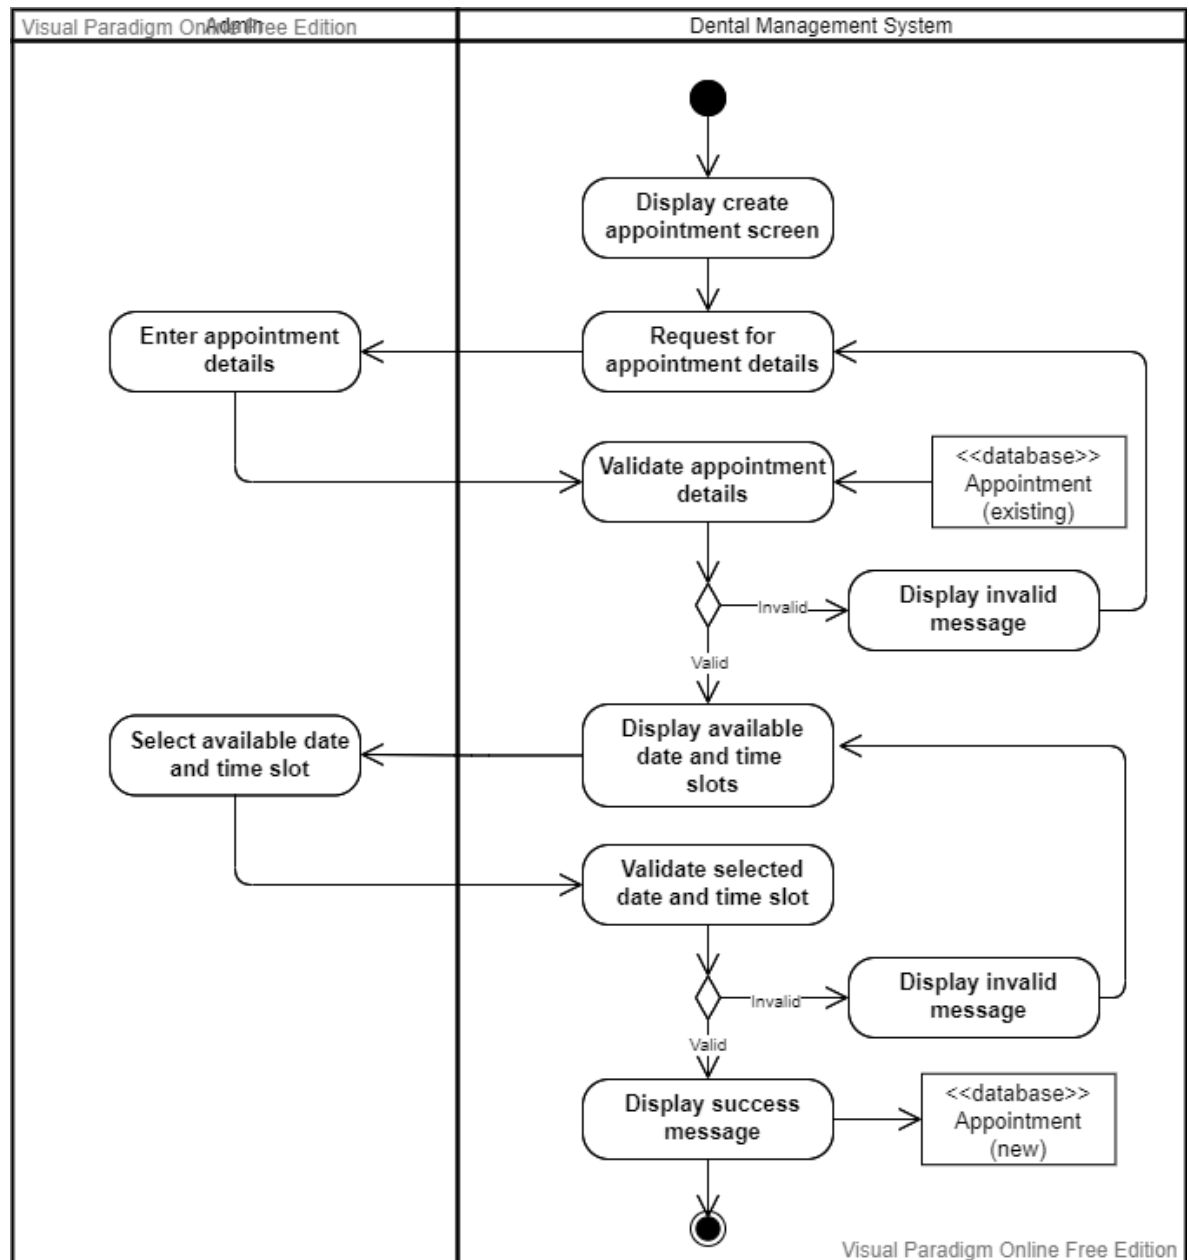 Visual Paradigm Online Free Edition
Admin
Dental Management System
Display create
appointment screen
Enter appointment
details
Request for
appointment details
Validate appointment
details
<<database>>
Appointment
(existing)
Invalid
Display invalid
message
Valid
Select available date
and time slot
Display available
date and time
slots
Validate selected
date and time slot
Invalid
Display invalid
message
Valid
Display success
message
<<database>>
Appointment
(new)
Visual Paradigm Online Free Edition